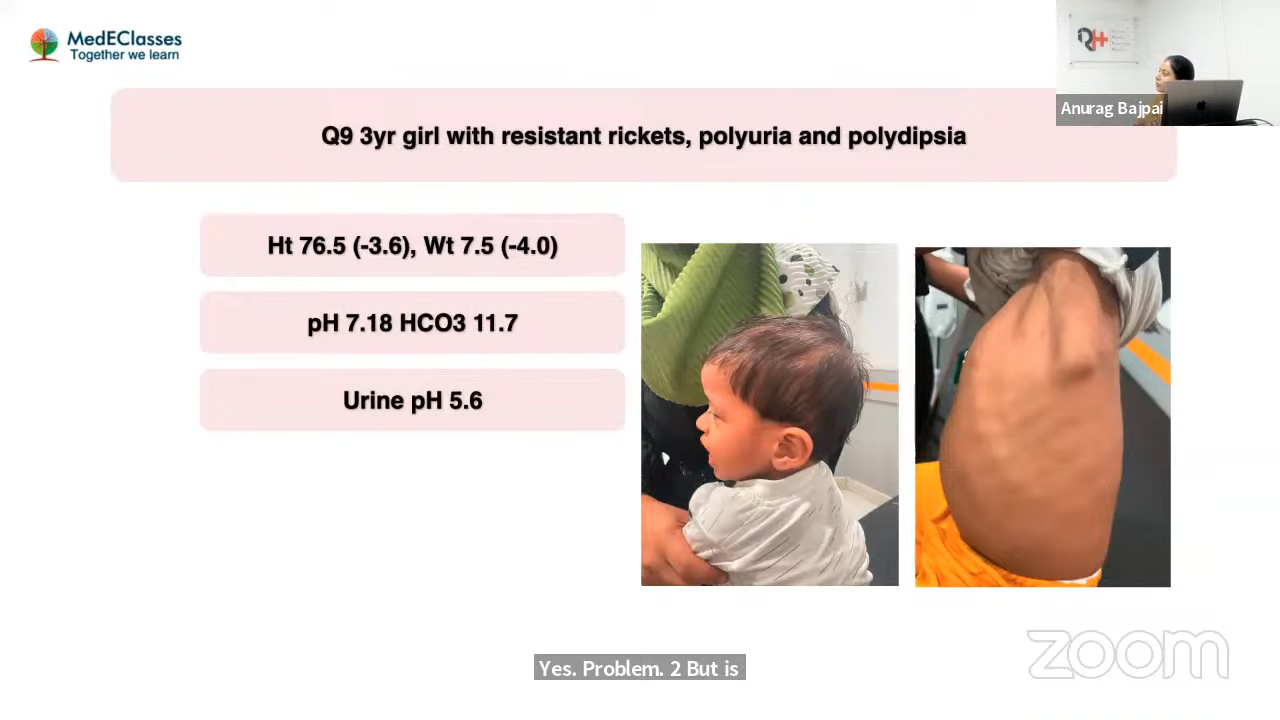 MedEClasses
Together we learn
Anurag Bajpai
Q9 3yr girl with resistant rickets, polyuria and polydipsia
Ht 76.5 (-3.6), Wt 7.5 (-4.0)
pH 7.18 HCO3 11.7
Urine pH 5.6
Yes. Problem. 2 But is
zoom